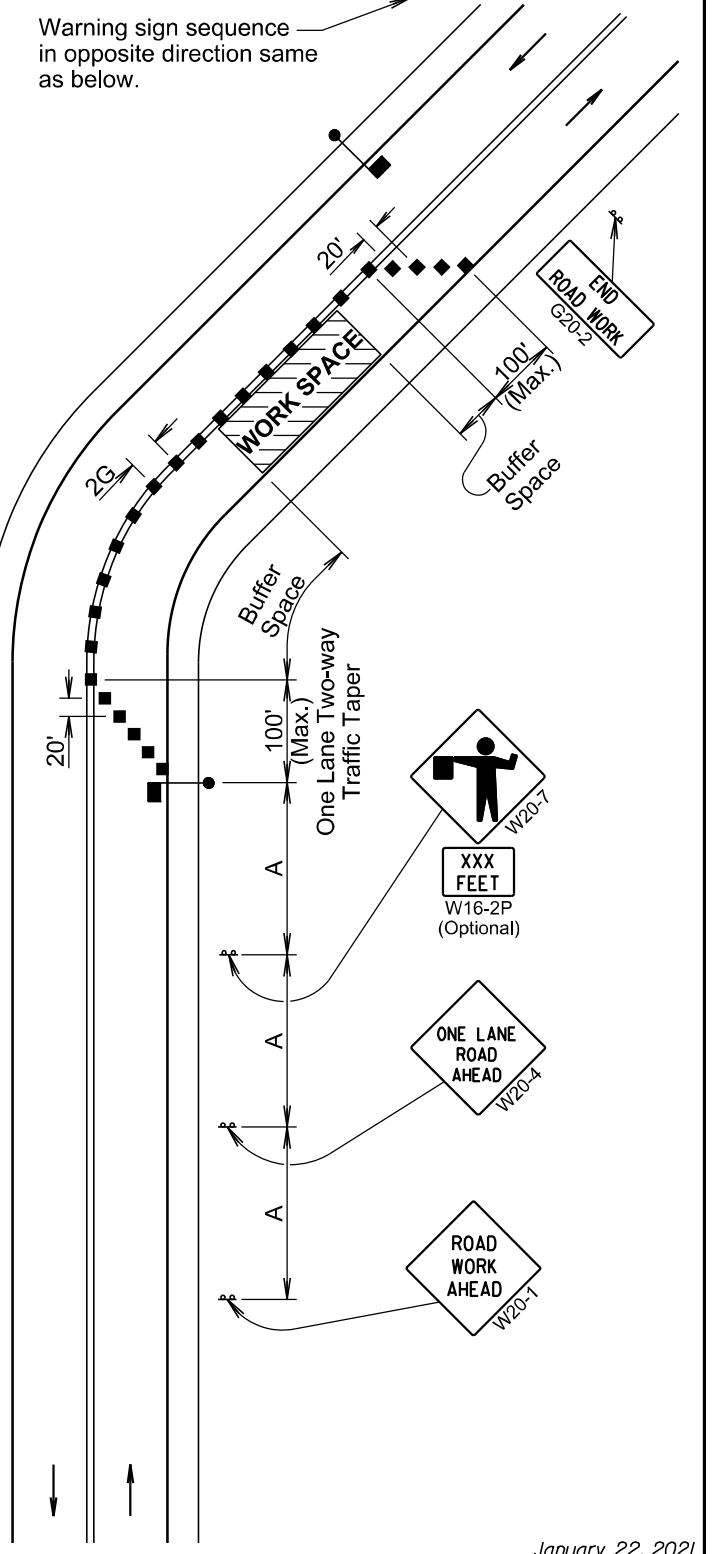 Warning sign sequence
in opposite direction same
as below.
20'
END
ROAD WORK
G20-2
100'
(Max.)
WORK SPACE
Buffer
Space
2G
Buffer
Space
100'
(Max.)
One Lane Two-way
Traffic Taper
20'
W20-7
XXX
FEET
W16-2P
(Optional)
A
A
ONE LANE
ROAD
AHEAD
W20-4
A
ROAD
WORK
AHEAD
W20-1
January 22, 2021